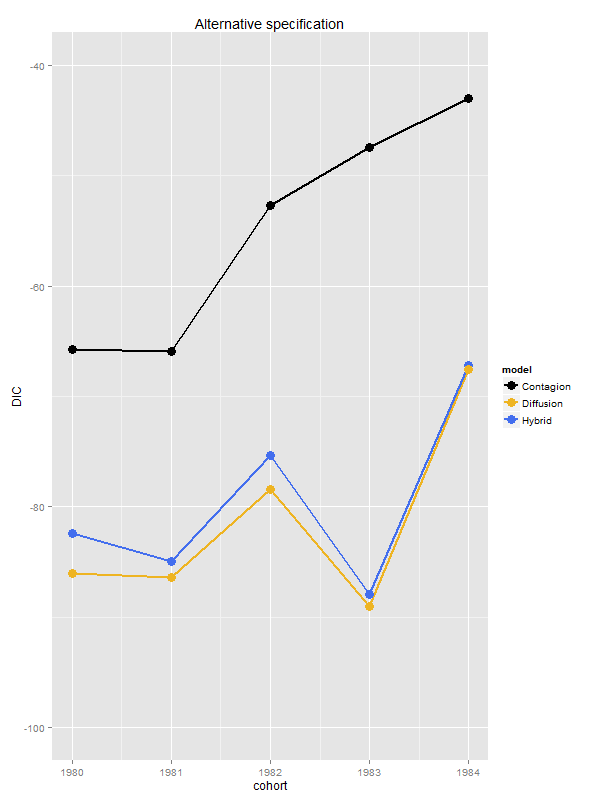 Alternative specification
-40
-60
-80
-100
DIC
1980 1981 1982 1983 1984
cohort
model
Contagion
Diffusion
Hybrid